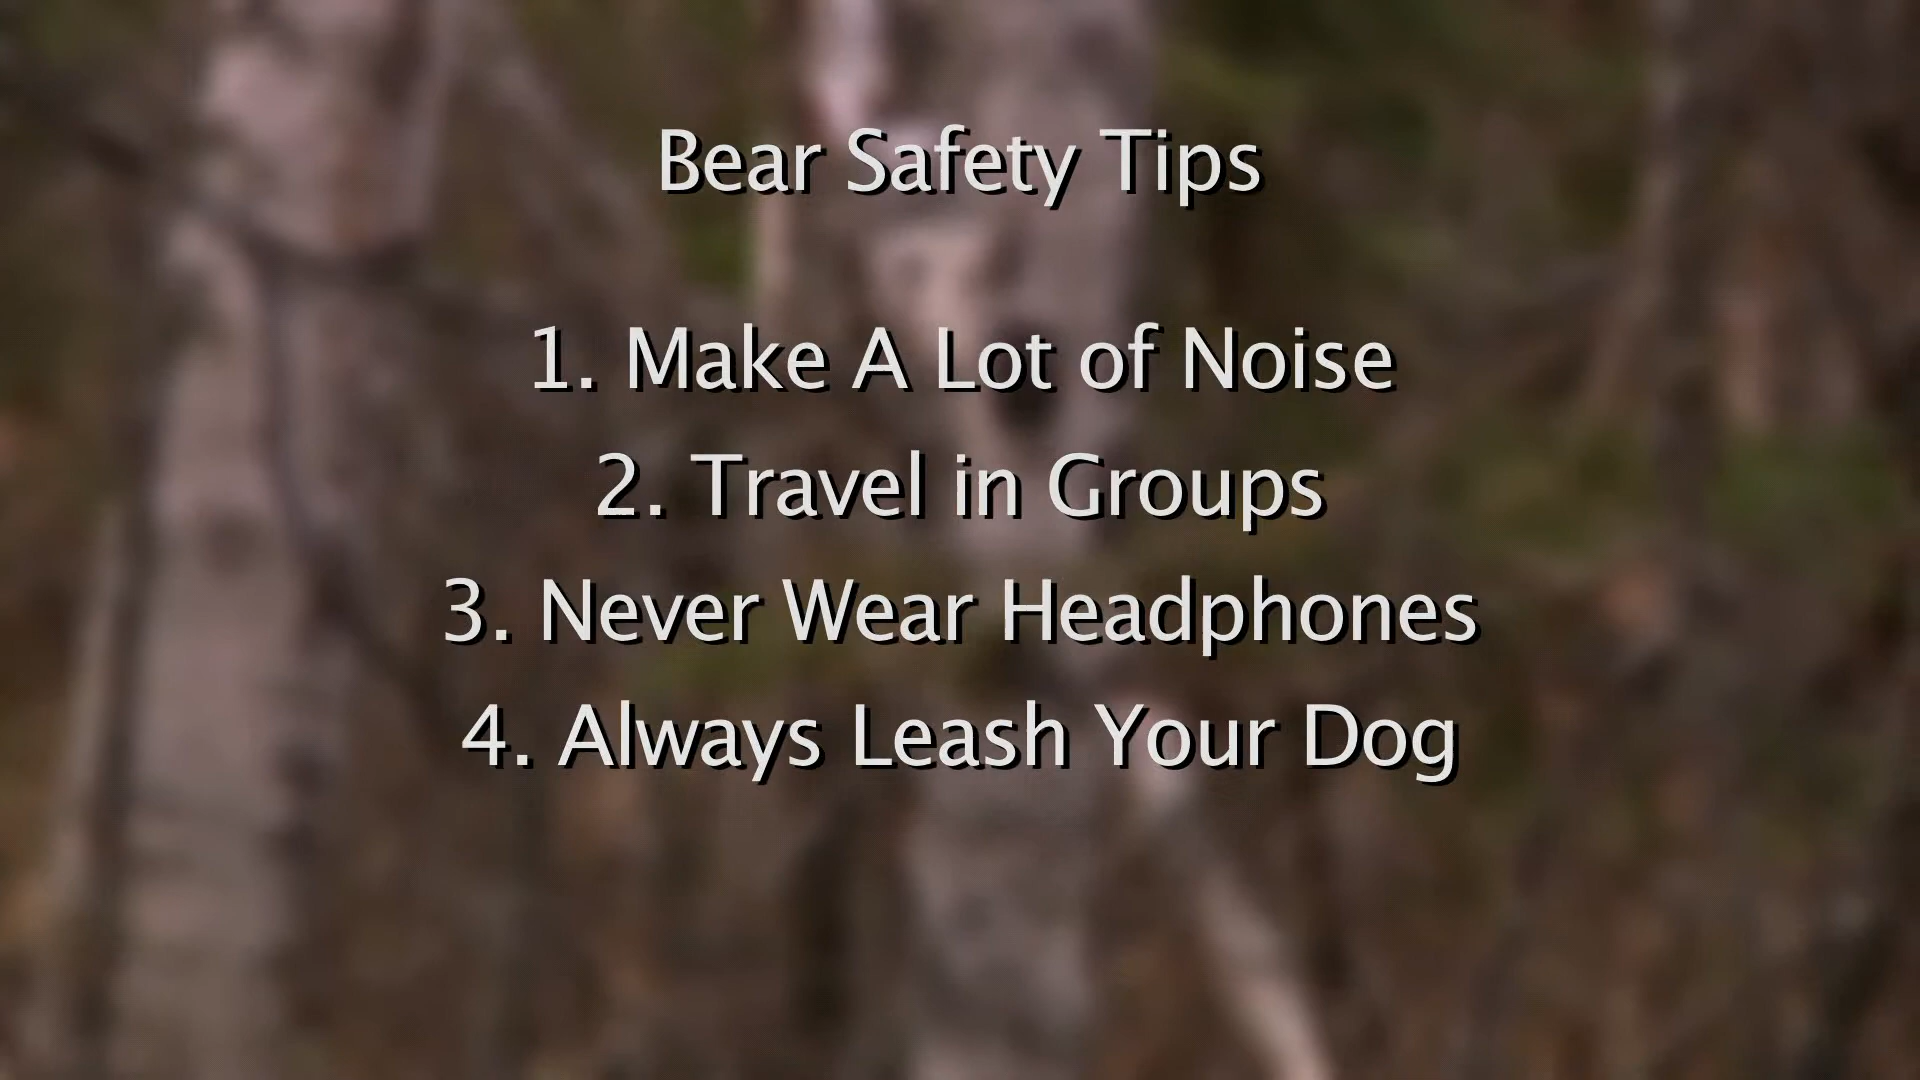 Bear Safety Tips
1. Make A Lot of Noise
2. Travel in Groups
3. Never Wear Headphones
4. Always Leash Your Dog